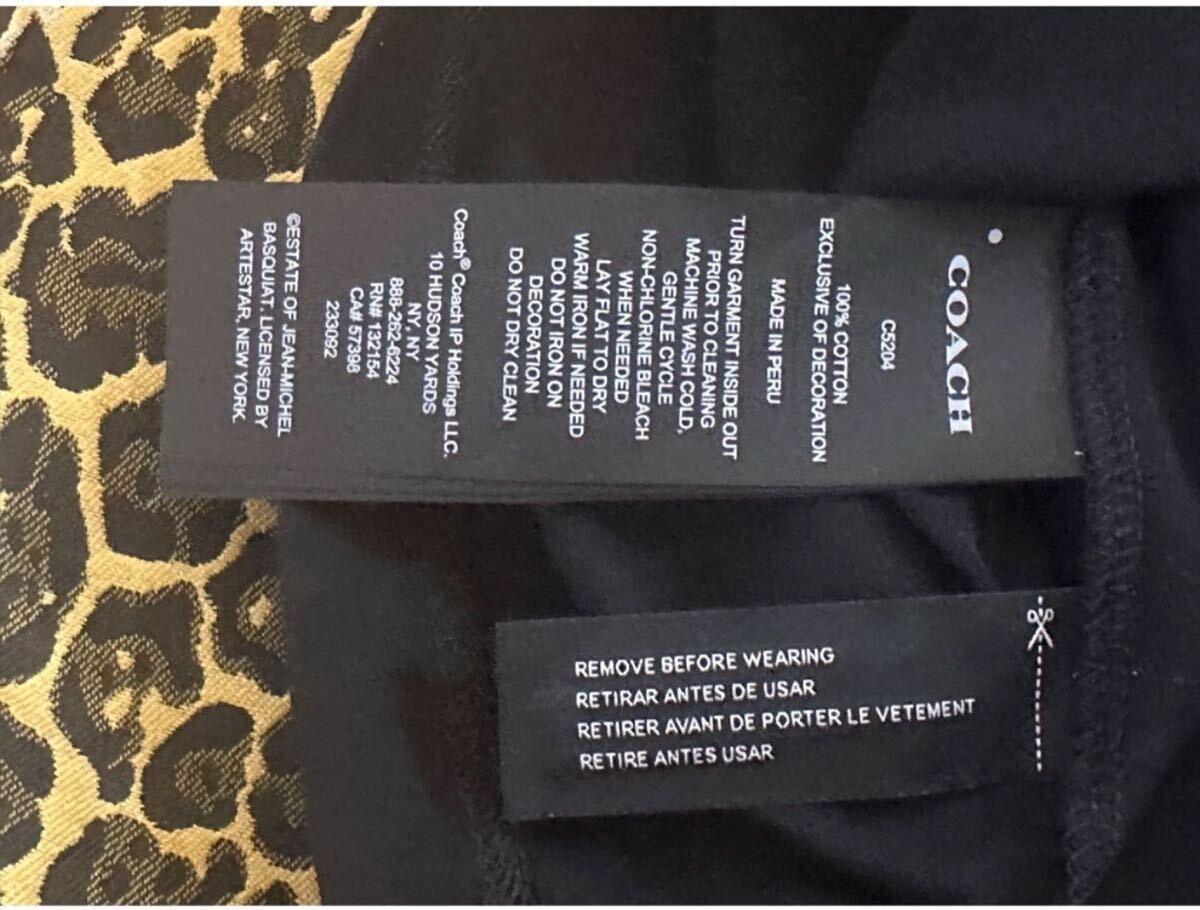 COACH
C5204
100% COTTON
EXCLUSIVE OF DECORATION
MADE IN PERU
TURN GARMENT INSIDE OUT
PRIOR TO CLEANING
MACHINE WASH COLD,
GENTLE CYCLE
NON-CHLORINE BLEACH
WHEN NEEDED
LAY FLAT TO DRY
WARM IRON IF NEEDED
DO NOT IRON ON
DECORATION
DO NOT DRY CLEAN
Coach® Coach IP Holdings LLC.
10 HUDSON YARDS
NY, NY
888-262-6224
RN# 132154
CA# 57398
233092
©ESTATE OF JEAN-MICHEL
BASQUIAT. LICENSED BY
ARTESTAR, NEW YORK
REMOVE BEFORE WEARING
RETIRAR ANTES DE USAR
RETIRER AVANT DE PORTER LE VETEMENT
RETIRE ANTES USAR